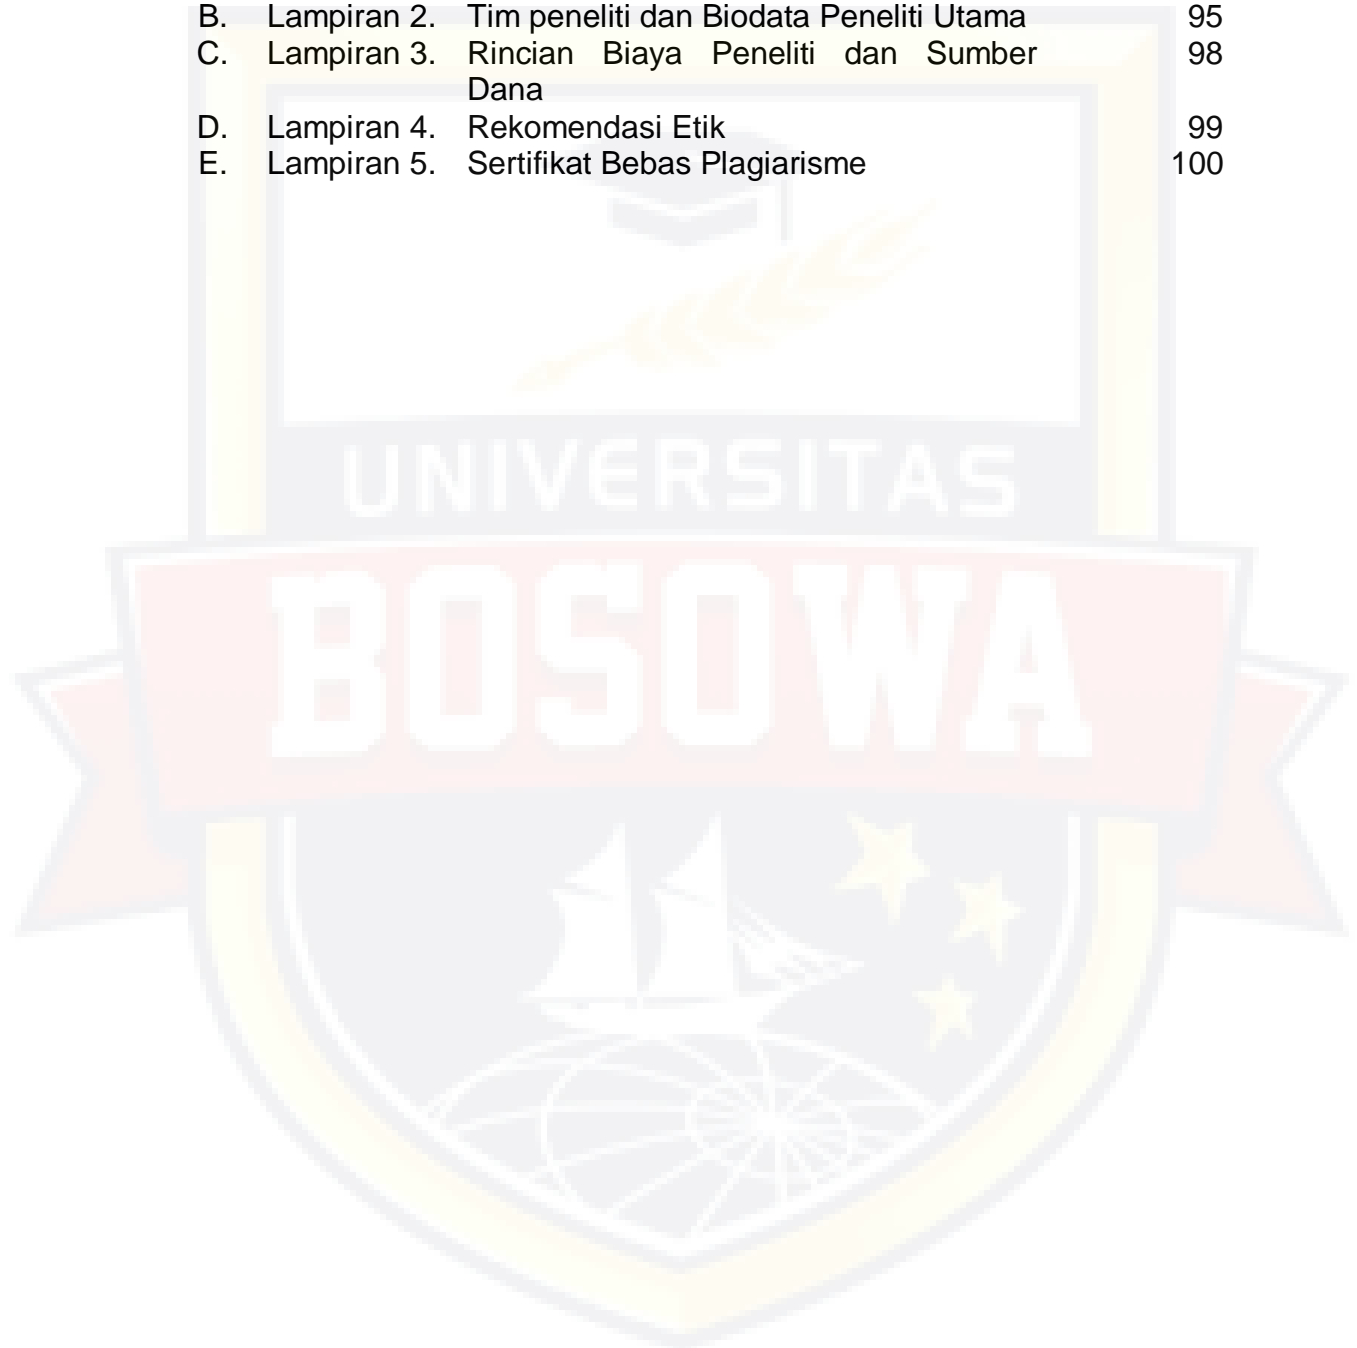 B. Lampiran 2. Tim peneliti dan Biodata Peneliti Utama 95
C. Lampiran 3. Rincian Biaya Peneliti dan Sumber 98
Dana
D. Lampiran 4. Rekomendasi Etik 99
E. Lampiran 5. Sertifikat Bebas Plagiarisme 100
UNIVERSITAS
BOSOWA